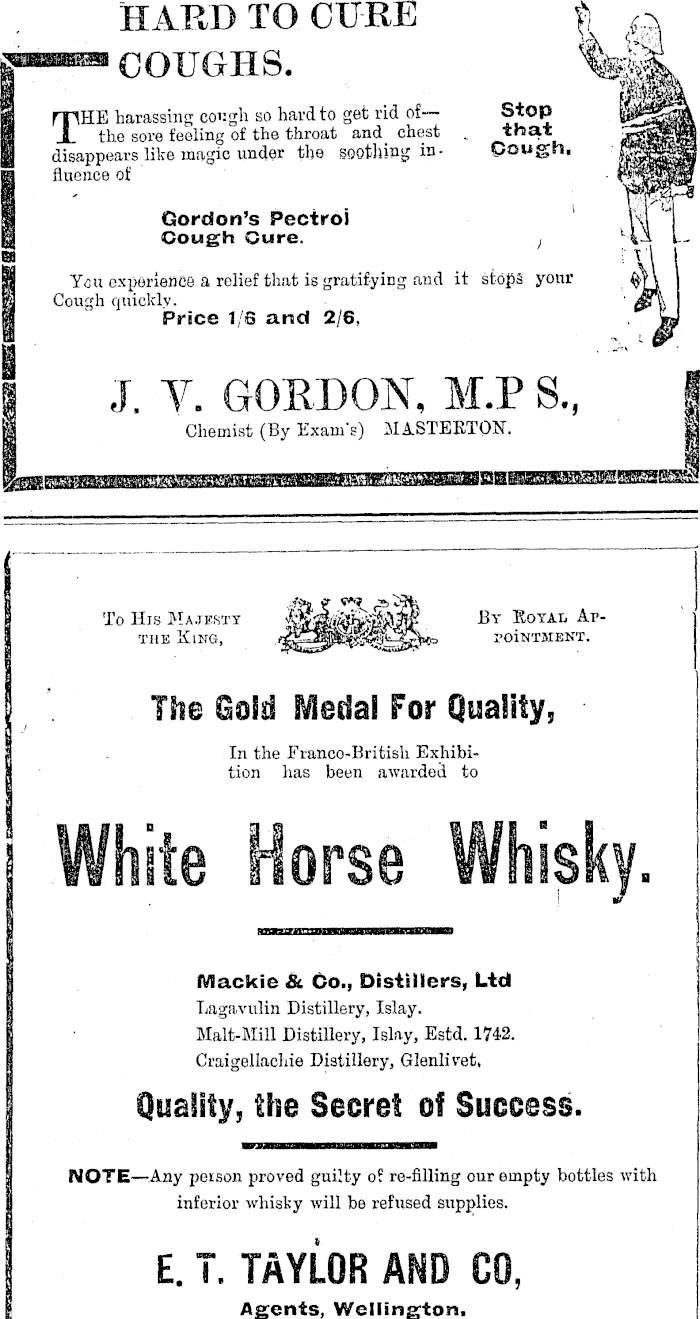 HARD TO CURE
COUGHS.
THE harassing cough so hard to get rid of—
the sore feeling of the throat and chest
disappears like magic under the soothing in-
fluence of
Stop
that
Cough.
Gordon's Pectrol
Cough Cure.
You experience a relief that is gratifying and it stops your
Cough quickly.
Price 1/6 and 2/6,
J. V. GORDON, M.P S.,
Chemist (By Exam's) MASTERTON.
To His Majesty
the King,
By Royal Ap-
pointment.
The Gold Medal For Quality,
In the Franco-British Exhibi-
tion has been awarded to
White Horse Whisky.
Mackie & Co., Distillers, Ltd
Lagavulin Distillery, Islay.
Malt-Mill Distillery, Islay, Estd. 1742.
Craigellachie Distillery, Glenlivet,
Quality, the Secret of Success.
NOTE—Any person proved guilty of re-filling our empty bottles with
inferior whisky will be refused supplies.
E. T. TAYLOR AND CO,
Agents, Wellington.